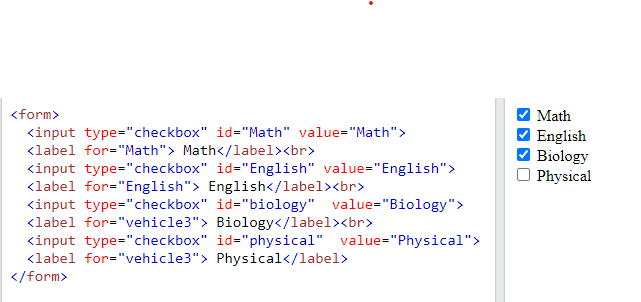 <form>
  <input type="checkbox" id="Math" value="Math">
  <label for="Math"> Math</label><br>
  <input type="checkbox" id="English" value="English">
  <label for="English"> English</label><br>
  <input type="checkbox" id="biology"  value="Biology">
  <label for="vehicle3"> Biology</label><br>
  <input type="checkbox" id="physical"  value="Physical">
  <label for="vehicle3"> Physical</label>
</form>
Math
English
Biology
Physical